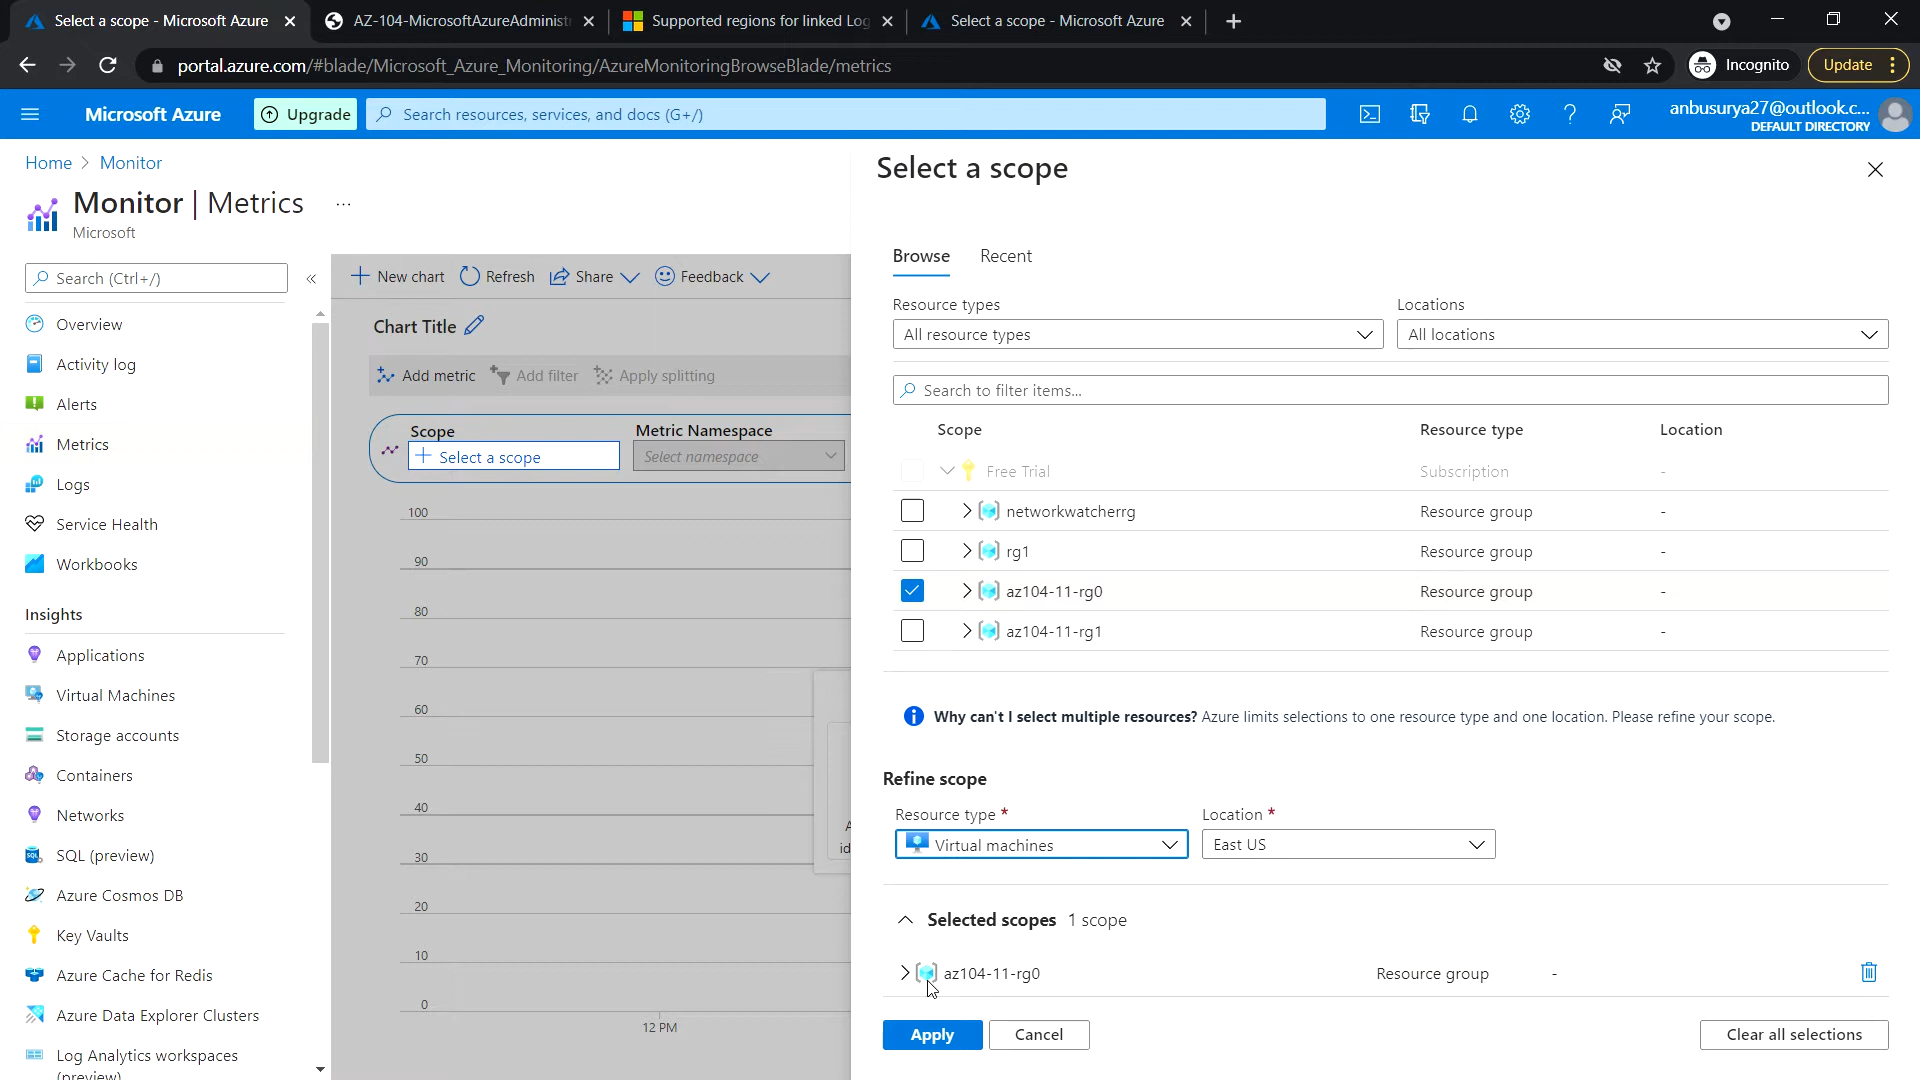 Select a scope - Microsoft Azure
AZ-104-MicrosoftAzureAdministr
Supported regions for linked Log
Select a scope - Microsoft Azure
portal.azure.com/#blade/Microsoft_Azure_Monitoring/AzureMonitoringBrowseBlade/metrics
Incognito
Update
Microsoft Azure
Upgrade
Search resources, services, and docs (G+/)
anbusurya27@outlook.c...
DEFAULT DIRECTORY
Home > Monitor
Monitor | Metrics ...
Microsoft
Search (Ctrl+/)
«
Overview
Activity log
Alerts
Metrics
Logs
Service Health
Workbooks
Insights
Applications
Virtual Machines
Storage accounts
Containers
Networks
SQL (preview)
Azure Cosmos DB
Key Vaults
Azure Cache for Redis
Azure Data Explorer Clusters
Log Analytics workspaces
(preview)
New chart
Refresh
Share
Feedback
Chart Title
Add metric
Add filter
Apply splitting
Scope
Select a scope
Metric Namespace
Select namespace
100
90
80
70
60
50
40
30
20
10
0
12 PM
A
id
Select a scope
Browse
Recent
Resource types
All resource types
Locations
All locations
Search to filter items...
Scope Resource type Location
Free Trial Subscription -
networkwatcherrg Resource group -
rg1 Resource group -
az104-11-rg0 Resource group -
az104-11-rg1 Resource group -
Why can't I select multiple resources? Azure limits selections to one resource type and one location. Please refine your scope.
Refine scope
Resource type *
Virtual machines
Location *
East US
Selected scopes 1 scope
az104-11-rg0 Resource group -
Apply
Cancel
Clear all selections